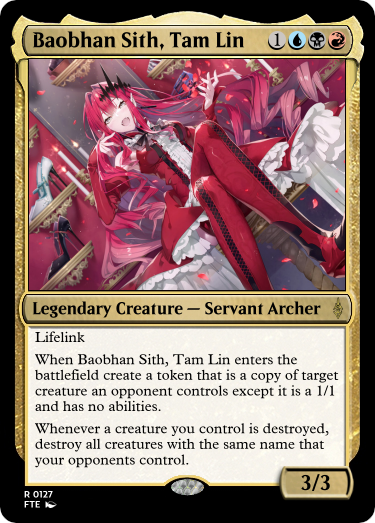 Baobhan Sith, Tam Lin 1
Legendary Creature — Servant Archer
Lifelink
When Baobhan Sith, Tam Lin enters the
battlefield create a token that is a copy of target
creature an opponent controls except it is a 1/1
and has no abilities.
Whenever a creature you control is destroyed,
destroy all creatures with the same name that
your opponents control.
3/3
R 0127
FTE